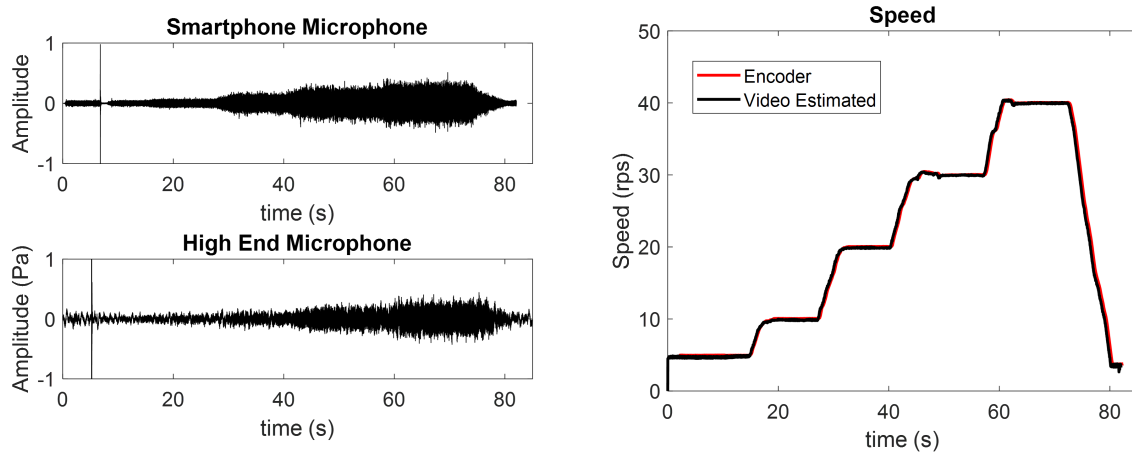 Smartphone Microphone
Amplitude
1
0
-1
0 20 40 60 80
time (s)
High End Microphone
Amplitude (Pa)
1
0
-1
0 20 40 60 80
time (s)
Speed
Speed (rps)
50
40
30
20
10
0
Encoder
Video Estimated
0 20 40 60 80
time (s)